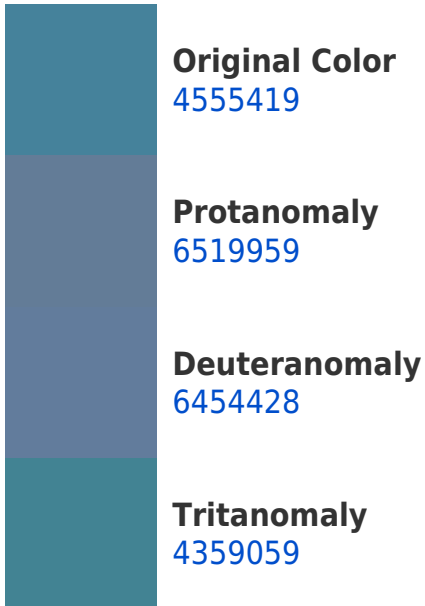 Original Color
4555419
Protanomaly
6519959
Deuteranomaly
6454428
Tritanomaly
4359059